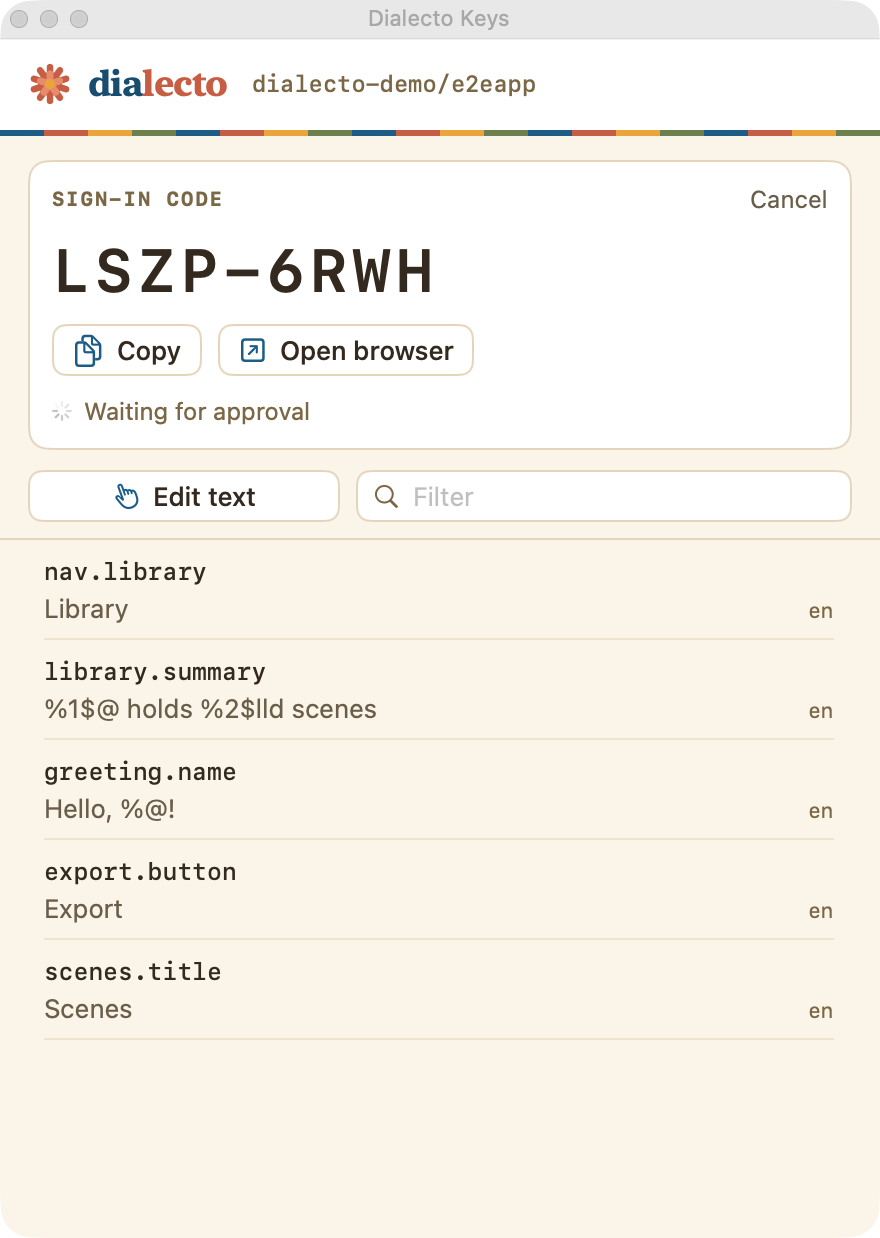 Dialecto Keys
dialecto dialecto-demo/e2eapp
SIGN-IN CODE Cancel
LSZP-6RWH
Copy Open browser
Waiting for approval
Edit text Filter
nav.library
Library en
library.summary
%1$@ holds %2$lld scenes en
greeting.name
Hello, %@! en
export.button
Export en
scenes.title
Scenes en